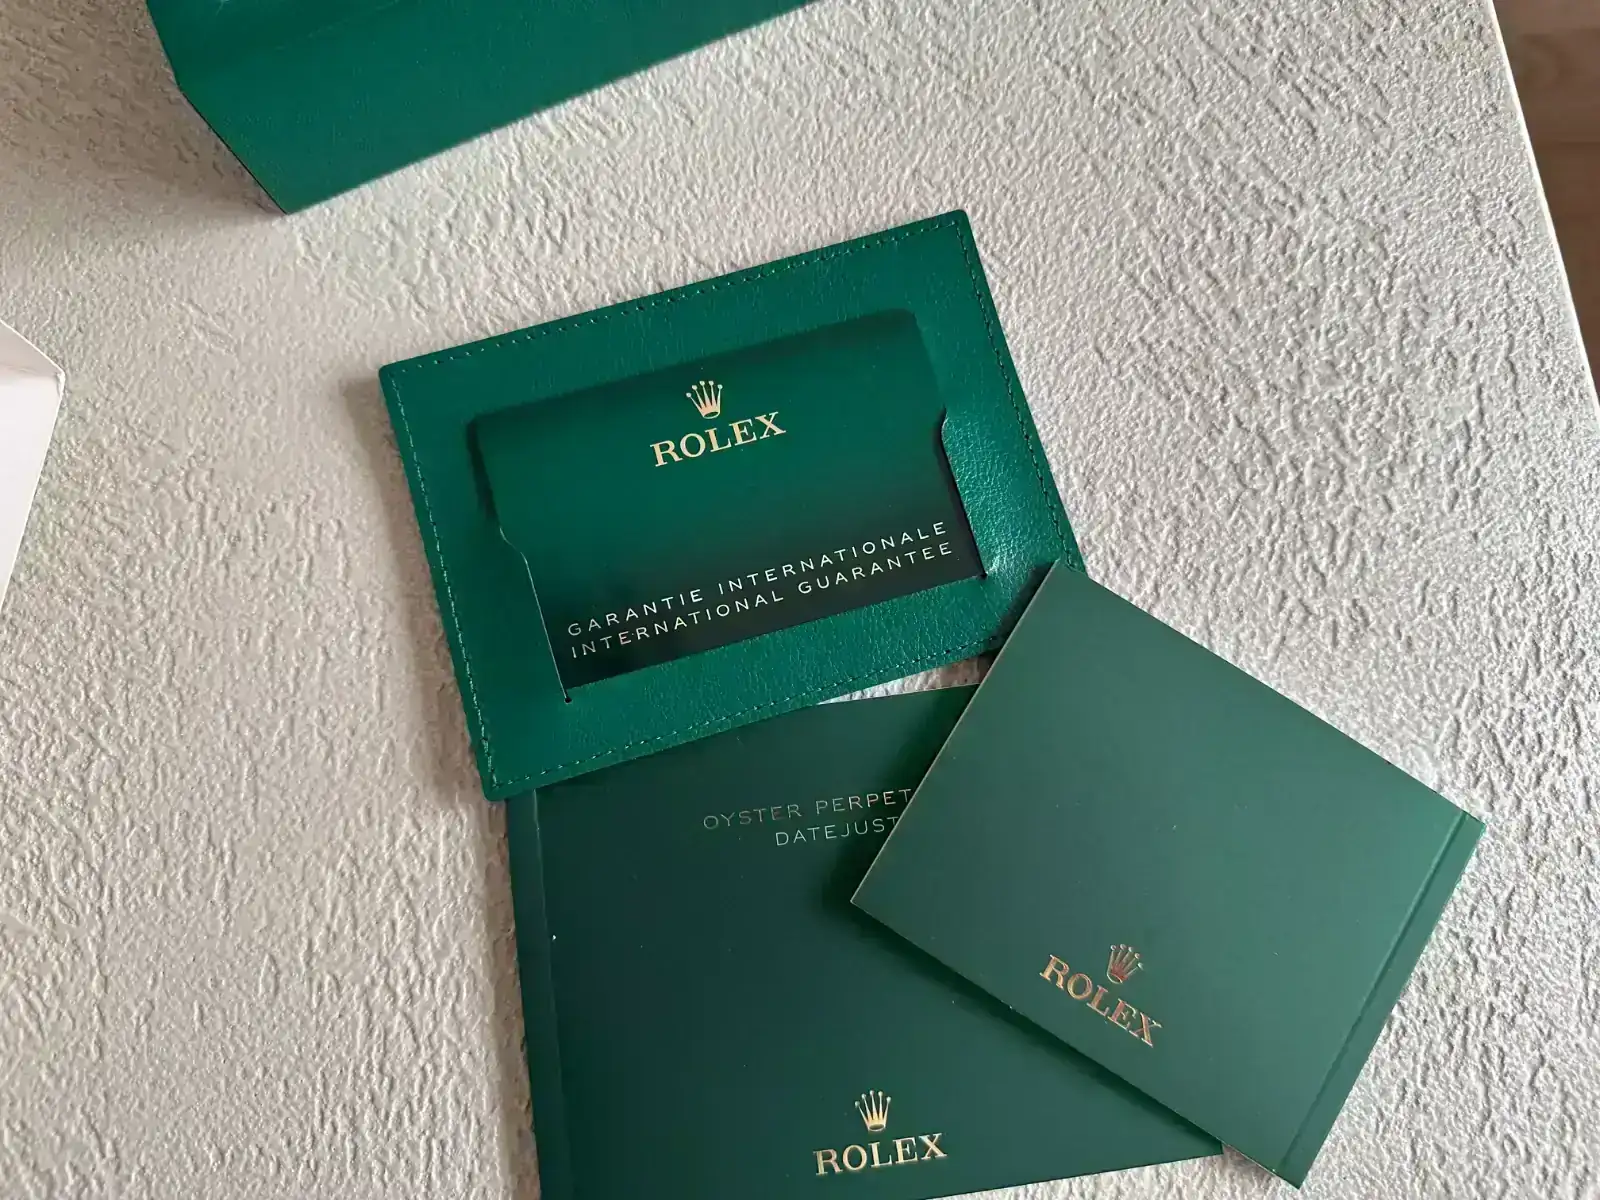 ROLEX
GARANTIE INTERNATIONALE
INTERNATIONAL GUARANTEE
OYSTER PERPET
DATEJUST
ROLEX
ROLEX